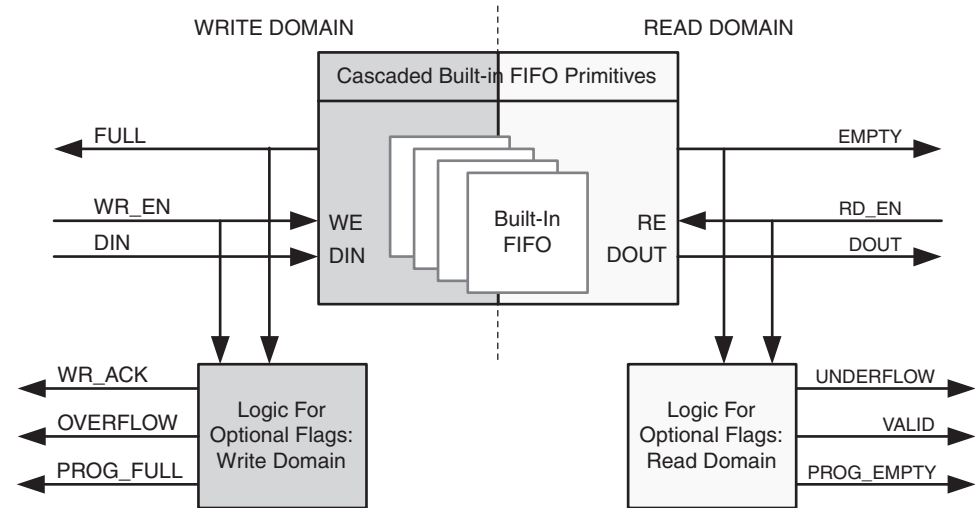 WRITE DOMAIN
READ DOMAIN
Cascaded Built-in FIFO Primitives
FULL
EMPTY
WR_EN
WE
Built-In
FIFO
RE
RD_EN
DIN
DIN
DOUT
DOUT
WR_ACK
OVERFLOW
PROG_FULL
Logic For
Optional Flags:
Write Domain
Logic For
Optional Flags:
Read Domain
UNDERFLOW
VALID
PROG_EMPTY